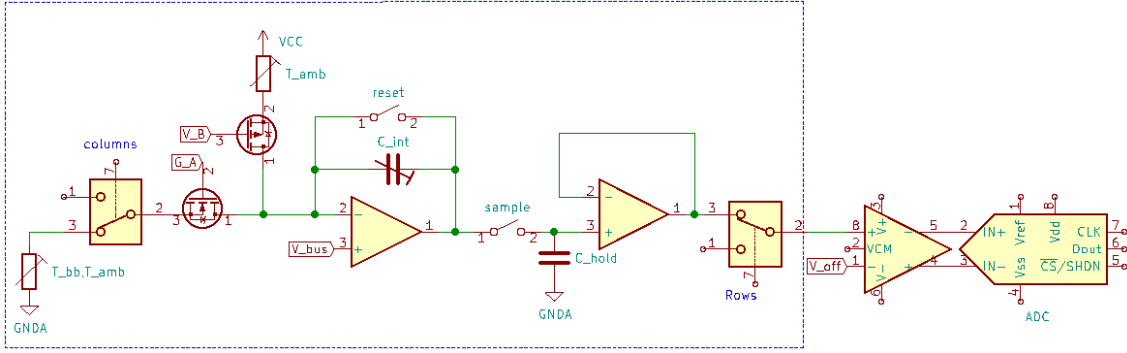 VCC
T_amb
2
V_B
3
1
reset
1
2
C_int
columns
7
G_A
2
1
3
2
3
1
T_bb,T_amb
GNDA
2
-
1
V_bus
3
+
sample
1
2
C_hold
GNDA
2
-
1
3
+
3
2
1
7
Rows
3
8
+
V+
-
5
2
VCM
V_off
1
-
V_-
+
4
6
2
IN+
3
IN-
1
Vref
8
Vdd
CLK
7
Dout
6
CS/SHDN
5
Vss
4
ADC